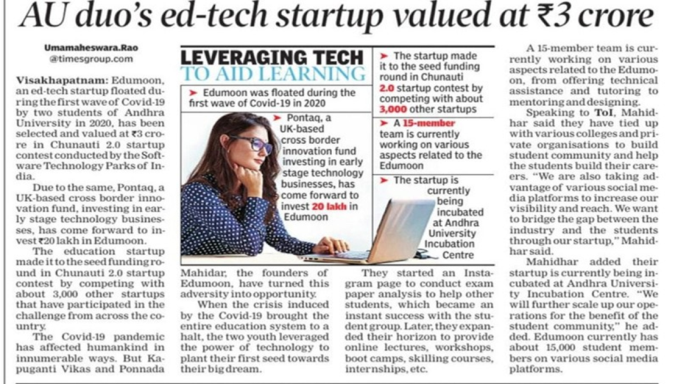 AU duo's ed-tech startup valued at ₹3 crore
Umamaheswara.Rao
@timesgroup.com
Visakhapatnam: Edumoon,
an ed-tech startup floated du-
ring the first wave of Covid-19
by two students of Andhra
University in 2020, has been
selected and valued at ₹3 cro-
re in Chunauti 2.0 startup
contest conducted by the Soft-
ware Technology Parks of In-
dia.
Due to the same, Pontaq, a
UK-based cross border inno-
vation fund, investing in ear-
ly stage technology busines-
ses, has come forward to in-
vest ₹20 lakh in Edumoon.
The education startup
made it to the seed funding ro-
und in Chunauti 2.0 startup
contest by competing with
about 3,000 other startups
that have participated in the
challenge from across the co-
untry.
The Covid-19 pandemic
has affected humankind in
innumerable ways. But Ka-
puganti Vikas and Ponnada
LEVERAGING TECH
TO AID LEARNING
➤ Edumoon was floated during the
first wave of Covid-19 in 2020
➤ Pontaq, a
UK-based
cross border
innovation fund
investing in early
stage technology
businesses, has
come forward to
invest 20 lakh in
Edumoon
➤ The startup made
it to the seed funding
round in Chunauti
2.0 startup contest by
competing with about
3,000 other startups
➤ A 15-member
team is currently
working on various
aspects related to the
Edumoon
➤ The startup is
currently
being
incubated
at Andhra
University
Incubation
Centre
Mahidar, the founders of
Edumoon, have turned this
adversity into opportunity.
When the crisis induced
by the Covid-19 brought the
entire education system to a
halt, the two youth leveraged
the power of technology to
plant their first seed towards
their big dream.
They started an Insta-
gram page to conduct exam
paper analysis to help other
students, which became an
instant success with the stu-
dent group. Later, they expan-
ded their horizon to provide
online lectures, workshops,
boot camps, skilling courses,
internships, etc.
A 15-member team is cur-
rently working on various
aspects related to the Edumo-
on, from offering technical
assistance and tutoring to
mentoring and designing.
Speaking to TOI, Mahid-
har said they have tied up
with various colleges and pri-
vate organisations to build
student community and help
the students build their care-
ers. “We are also taking ad-
vantage of various social me-
dia platforms to increase our
visibility and reach. We want
to bridge the gap between the
industry and the students
through our startup,” Mahid-
har said.
Mahidhar added their
startup is currently being in-
cubated at Andhra Universi-
ty Incubation Centre. “We
will further scale up our ope-
rations for the benefit of the
student community,” he ad-
ded. Edumoon currently has
about 15,000 student mem-
bers on various social media
platforms.